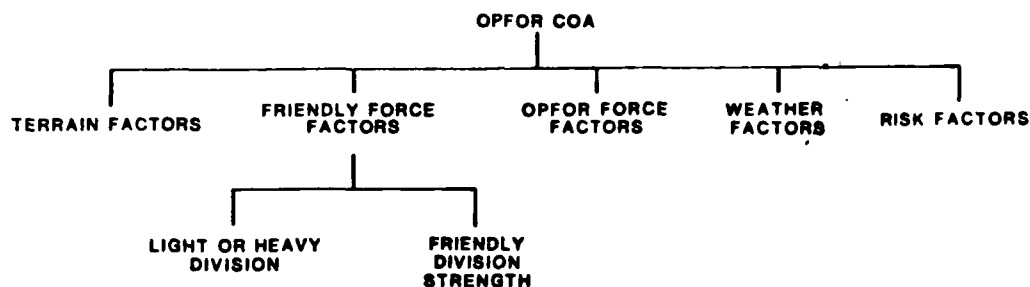 OPFOR COA
TERRAIN FACTORS
FRIENDLY FORCE
FACTORS
OPFOR FORCE
FACTORS
WEATHER
FACTORS
RISK FACTORS
LIGHT OR HEAVY
DIVISION
FRIENDLY
DIVISION
STRENGTH